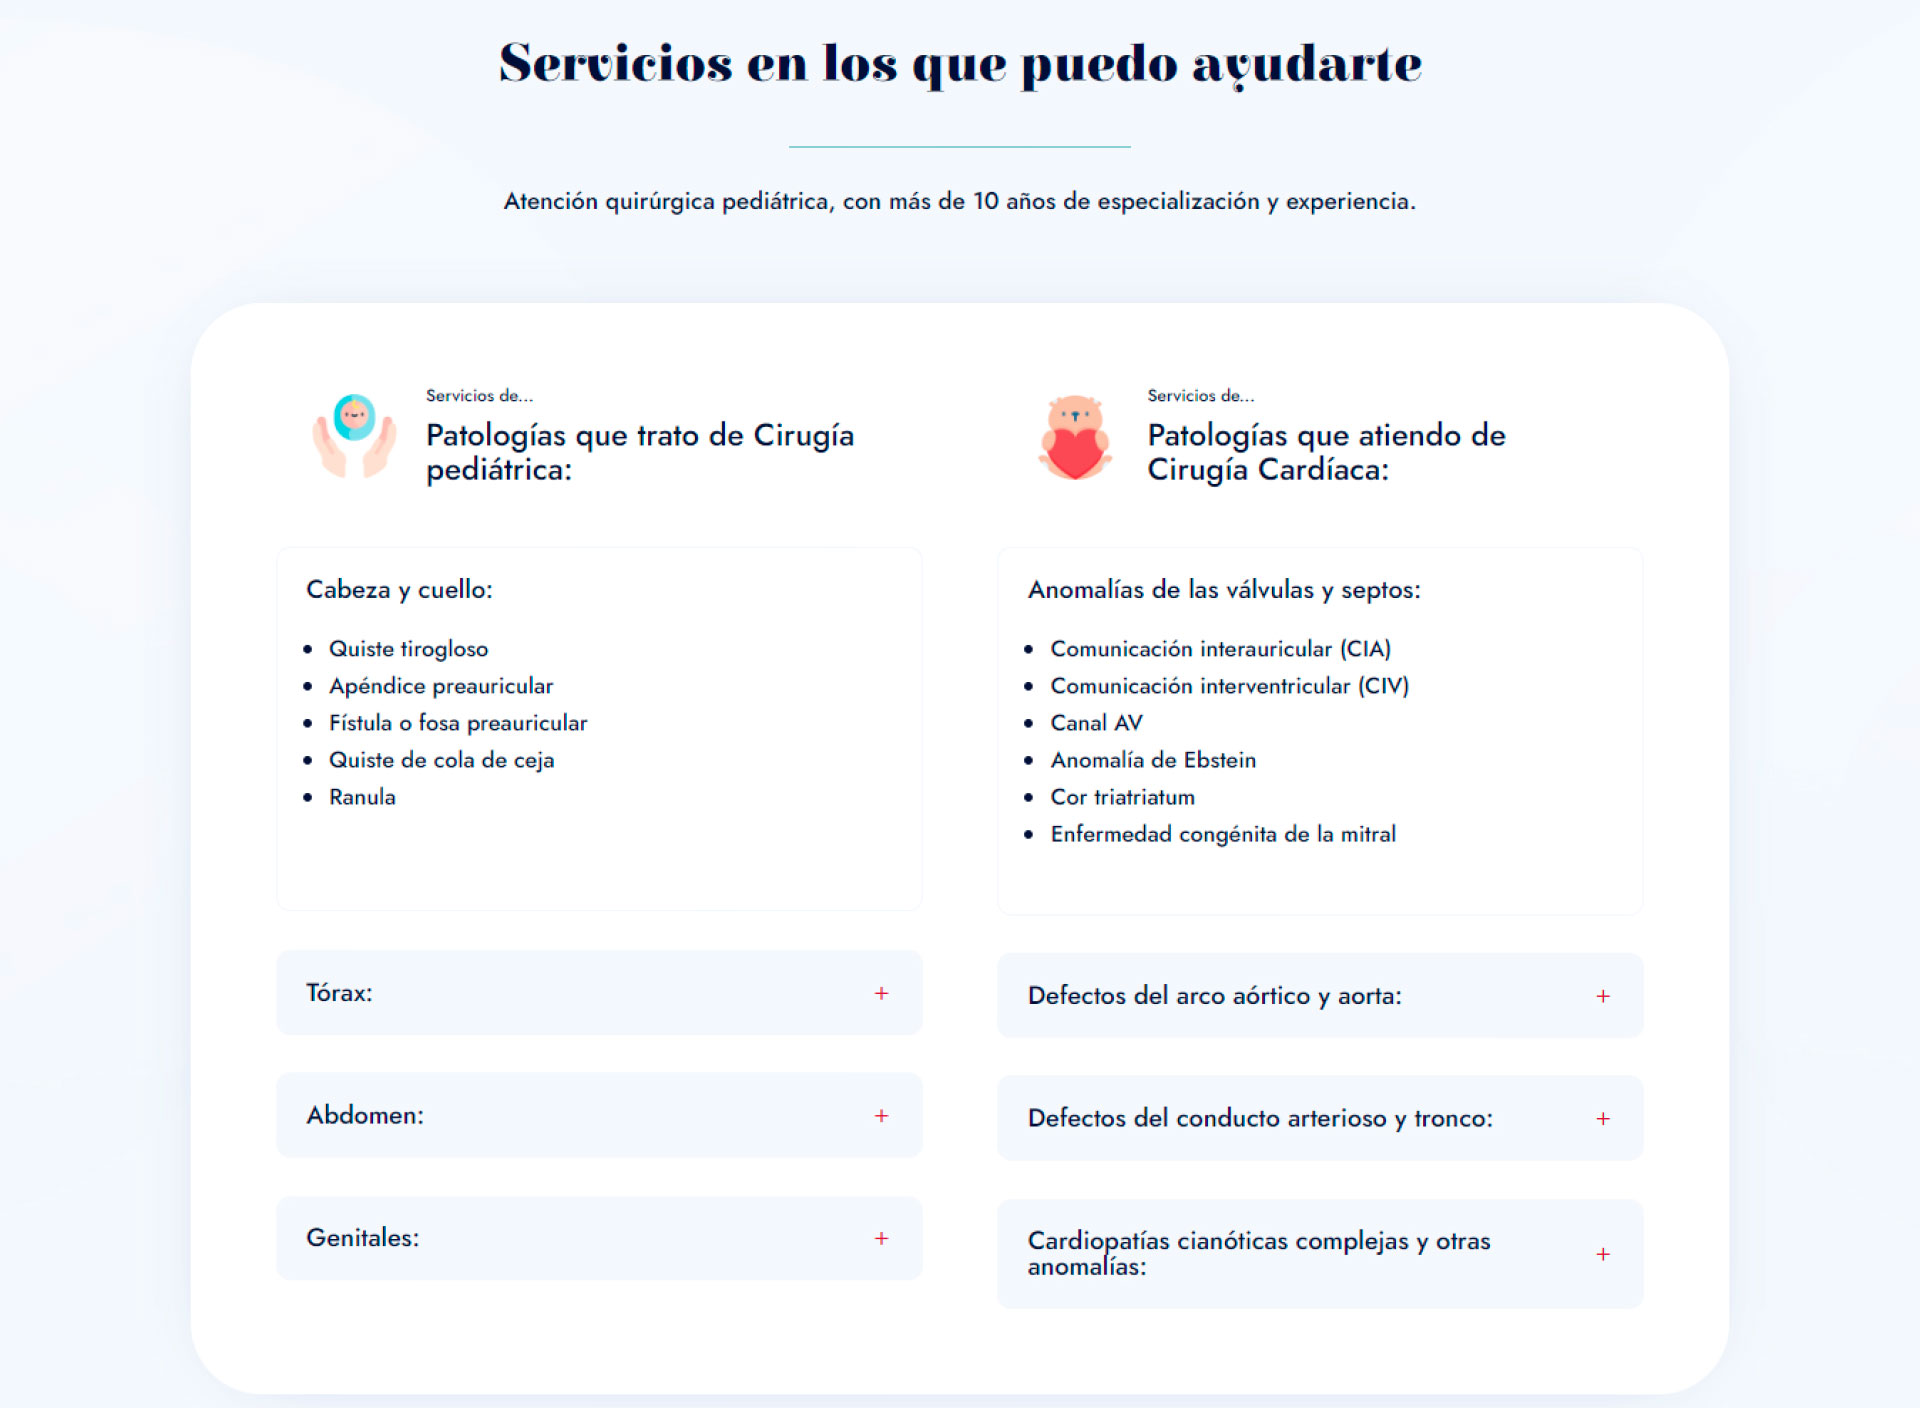 Servicios en los que puedo ayudarte
Atención quirúrgica pediátrica, con más de 10 años de especialización y experiencia.
Servicios de...
Patologías que trato de Cirugía
pediátrica:
Cabeza y cuello:
Quiste tirogloso
Apéndice preauricular
Fístula o fosa preauricular
Quiste de cola de ceja
Ranula
Tórax:
Abdomen:
Genitales:
Servicios de...
Patologías que atiendo de
Cirugía Cardíaca:
Anomalías de las válvulas y septos:
Comunicación interauricular (CIA)
Comunicación interventricular (CIV)
Canal AV
Anomalía de Ebstein
Cor triatriatum
Enfermedad congénita de la mitral
Defectos del arco aórtico y aorta:
Defectos del conducto arterioso y tronco:
Cardiopatías cianóticas complejas y otras
anomalías: